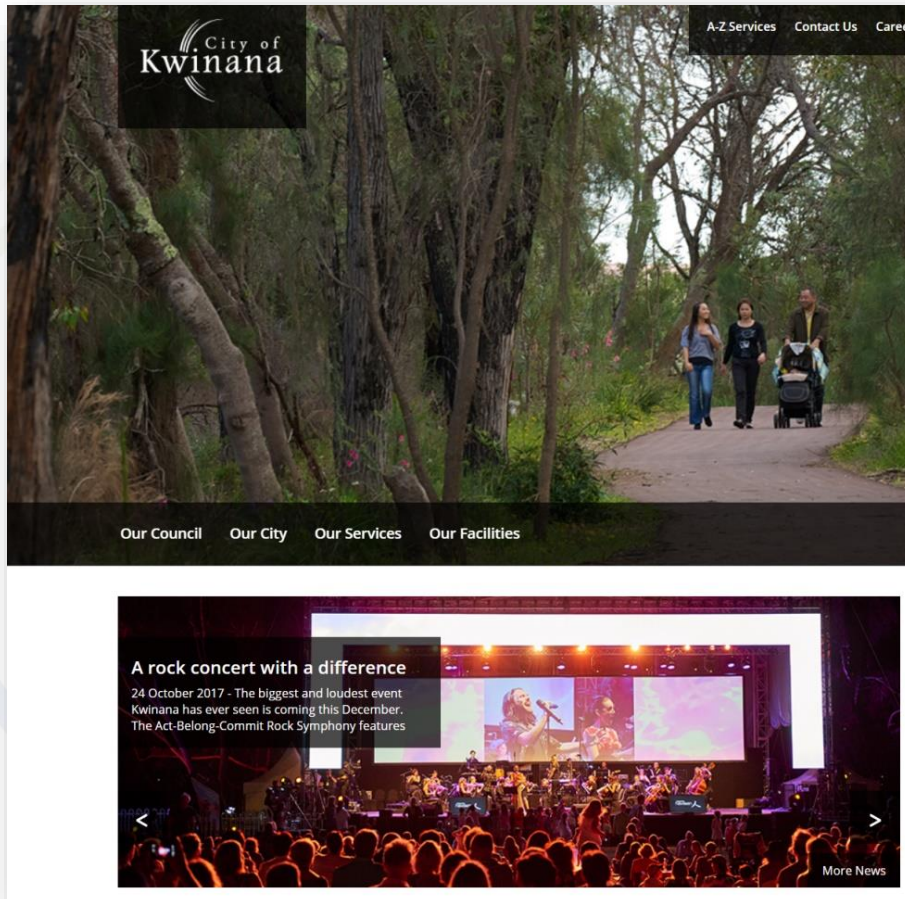 City of
Kwinana
A-Z Services Contact Us Caree
Our Council Our City Our Services Our Facilities
A rock concert with a difference
24 October 2017 - The biggest and loudest event
Kwinana has ever seen is coming this December.
The Act-Belong-Commit Rock Symphony features
< >
More News